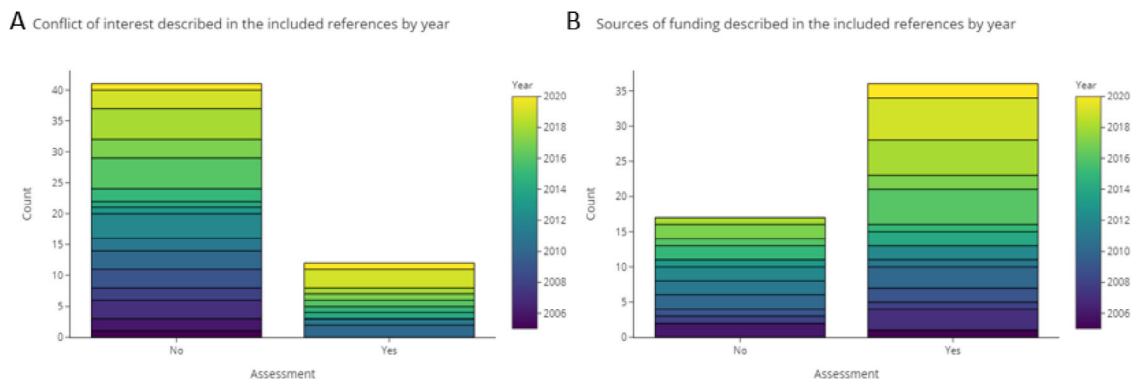 A Conflict of interest described in the included references by year
Year
40
35
30
25
20
15
10
5
0
Count
No
Yes
Assessment
2020
2018
2016
2014
2012
2010
2008
2006
B Sources of funding described in the included references by year
Year
35
30
25
20
15
10
5
0
Count
No
Yes
Assessment
2020
2018
2016
2014
2012
2010
2008
2006